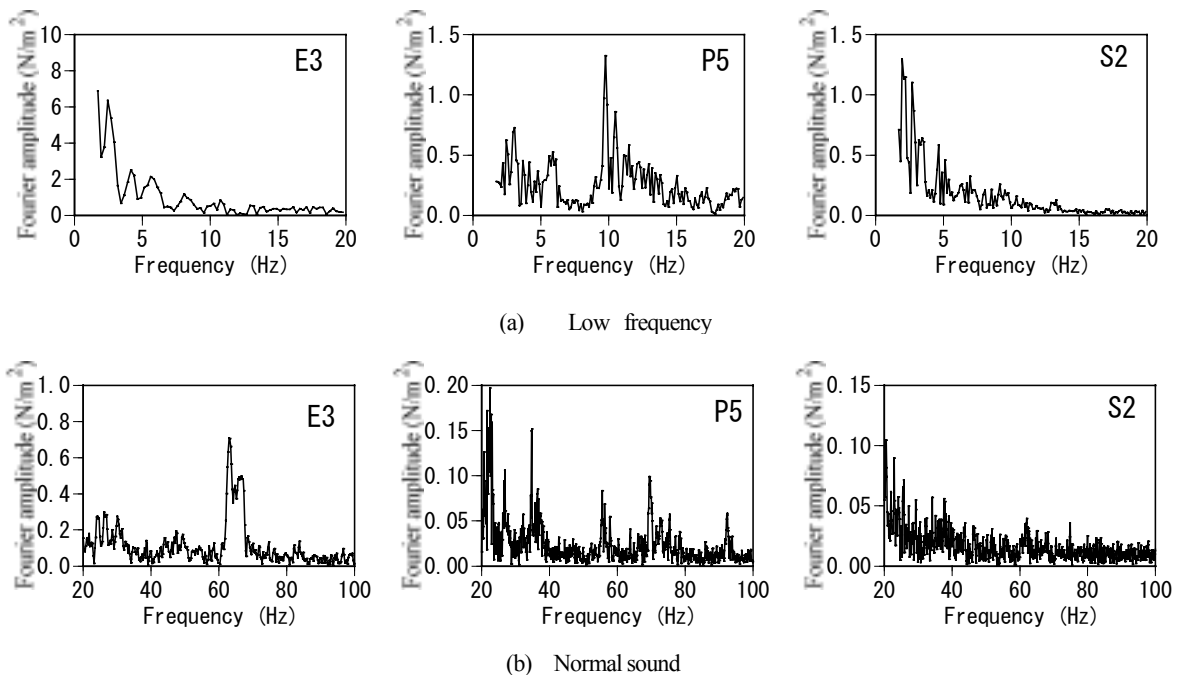 Fourier amplitude (N/m²)
10
8
6
4
2
0
E3
0 5 10 15 20
Frequency (Hz)
Fourier amplitude (N/m²)
1.5
1.0
0.5
0.0
P5
0 5 10 15 20
Frequency (Hz)
Fourier amplitude (N/m²)
1.5
1.0
0.5
0.0
S2
0 5 10 15 20
Frequency (Hz)
(a) Low frequency
Fourier amplitude (N/m²)
1.0
0.8
0.6
0.4
0.2
0.0
E3
20 40 60 80 100
Frequency (Hz)
Fourier amplitude (N/m²)
0.20
0.15
0.10
0.05
0.00
P5
20 40 60 80 100
Frequency (Hz)
Fourier amplitude (N/m²)
0.15
0.10
0.05
0.00
S2
20 40 60 80 100
Frequency (Hz)
(b) Normal sound